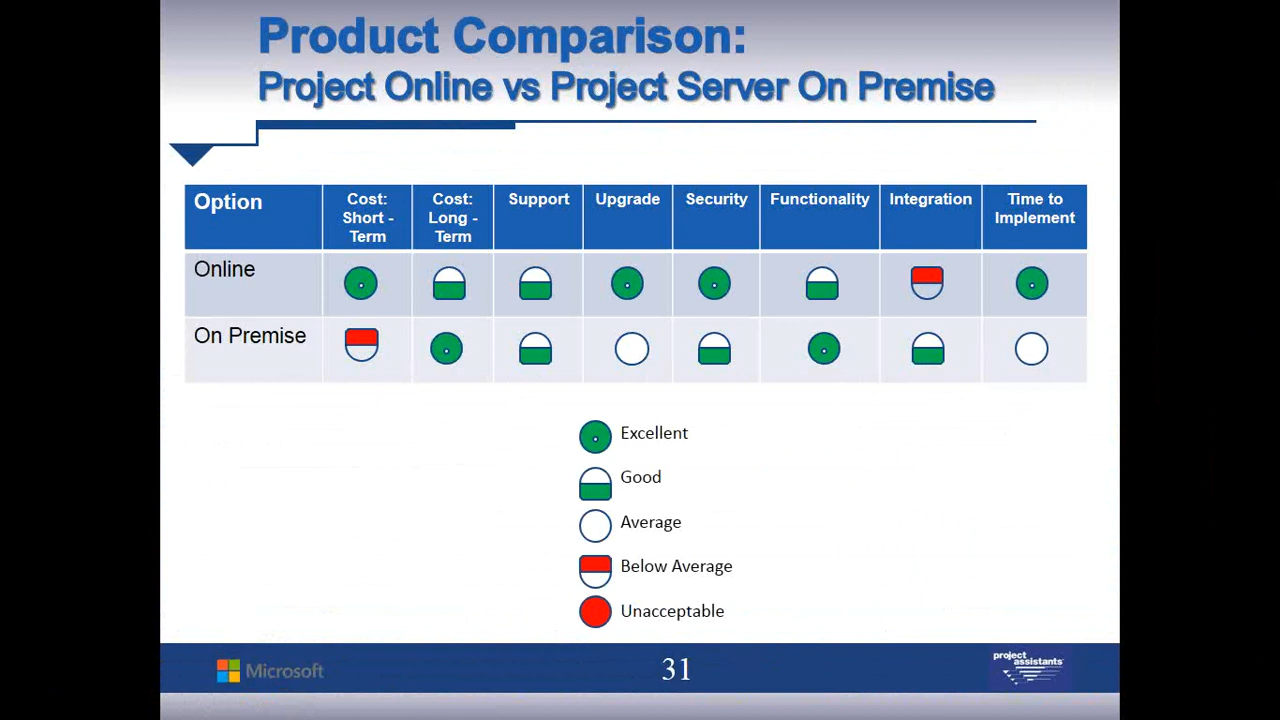 Product Comparison:
Project Online vs Project Server On Premise
Option
Cost:
Short -
Term
Cost:
Long -
Term
Support
Upgrade
Security
Functionality
Integration
Time to
Implement
Online
On Premise
Excellent
Good
Average
Below Average
Unacceptable
Microsoft
31
project
assistants